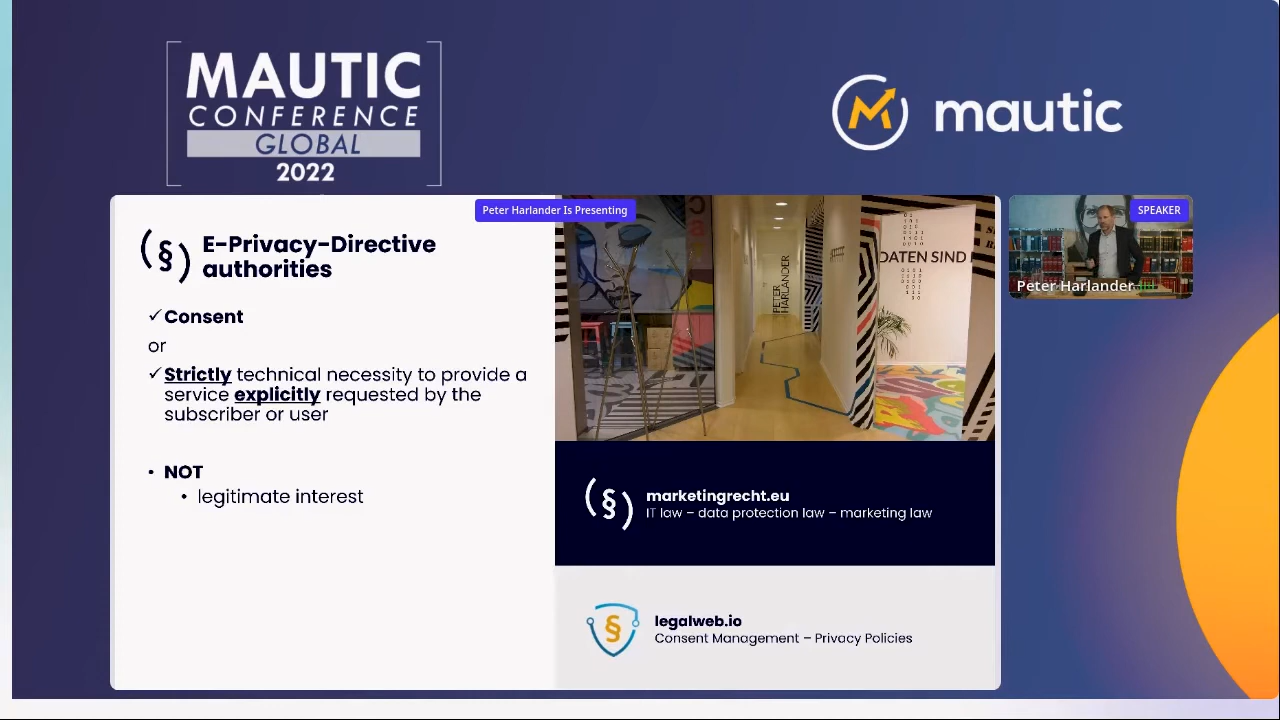 MAUTIC
CONFERENCE
GLOBAL
2022
mautic
Peter Harlander Is Presenting
SPEAKER
Peter Harlander
§
E-Privacy-Directive
authorities
✓Consent
or
✓Strictly technical necessity to provide a
service explicitly requested by the
subscriber or user
• NOT
• legitimate interest
PETER
HARLANDER
DATEN SIND
§
marketingrecht.eu
IT law – data protection law – marketing law
§
legalweb.io
Consent Management – Privacy Policies